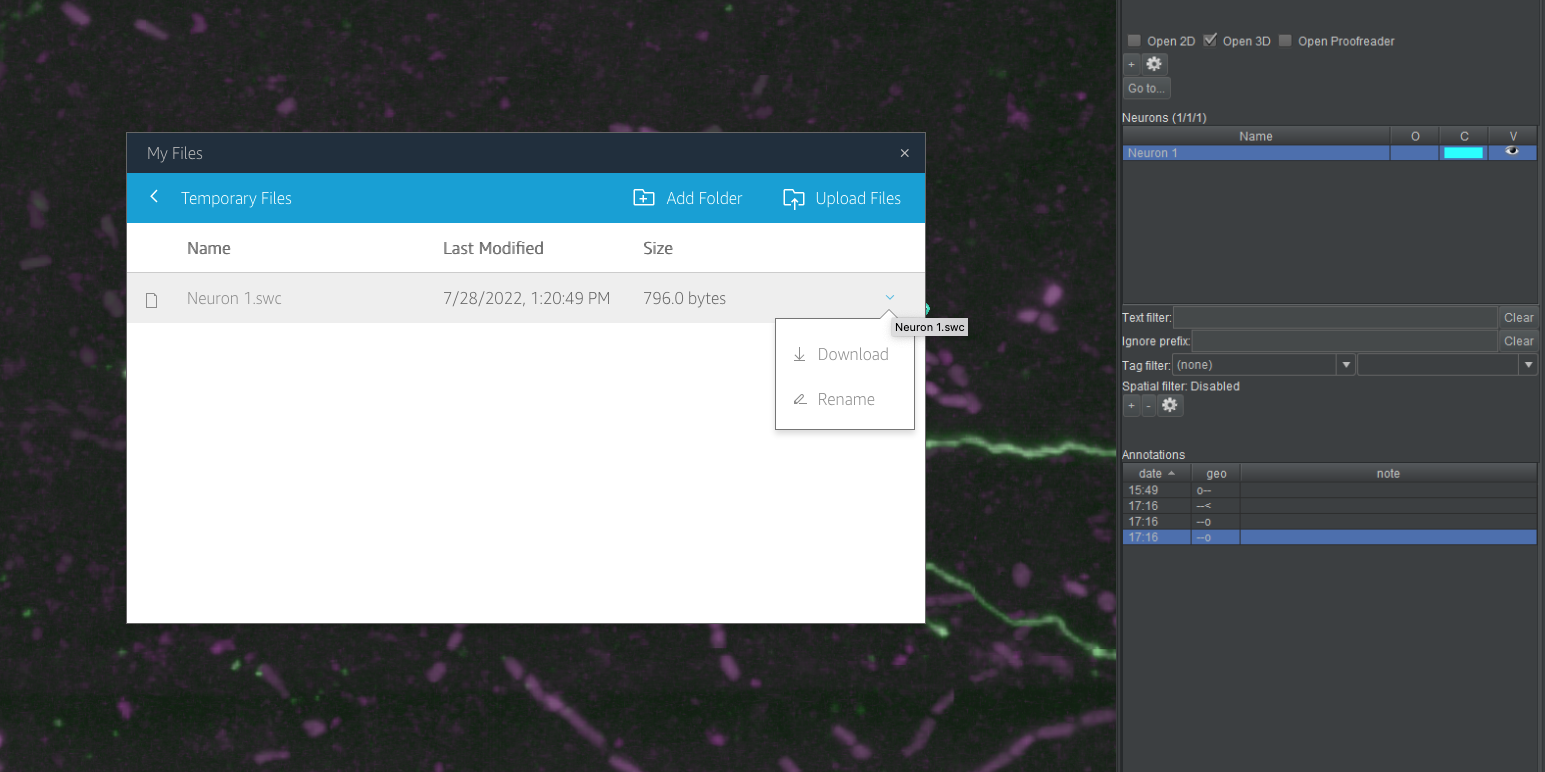 Open 2D Open 3D Open Proofreader
+
Go to...
Neurons (1/1/1)
Name O C V
Neuron 1
My Files ×
Temporary Files Add Folder Upload Files
Name Last Modified Size
Neuron 1.swc 7/28/2022, 1:20:49 PM 796.0 bytes
Neuron 1.swc
Download
Rename
Text filter: Clear
Ignore prefix: Clear
Tag filter: (none)
Spatial filter: Disabled
+ -
Annotations
date geo note
15:49 o--
17:16 --<
17:16 --o
17:16 --o